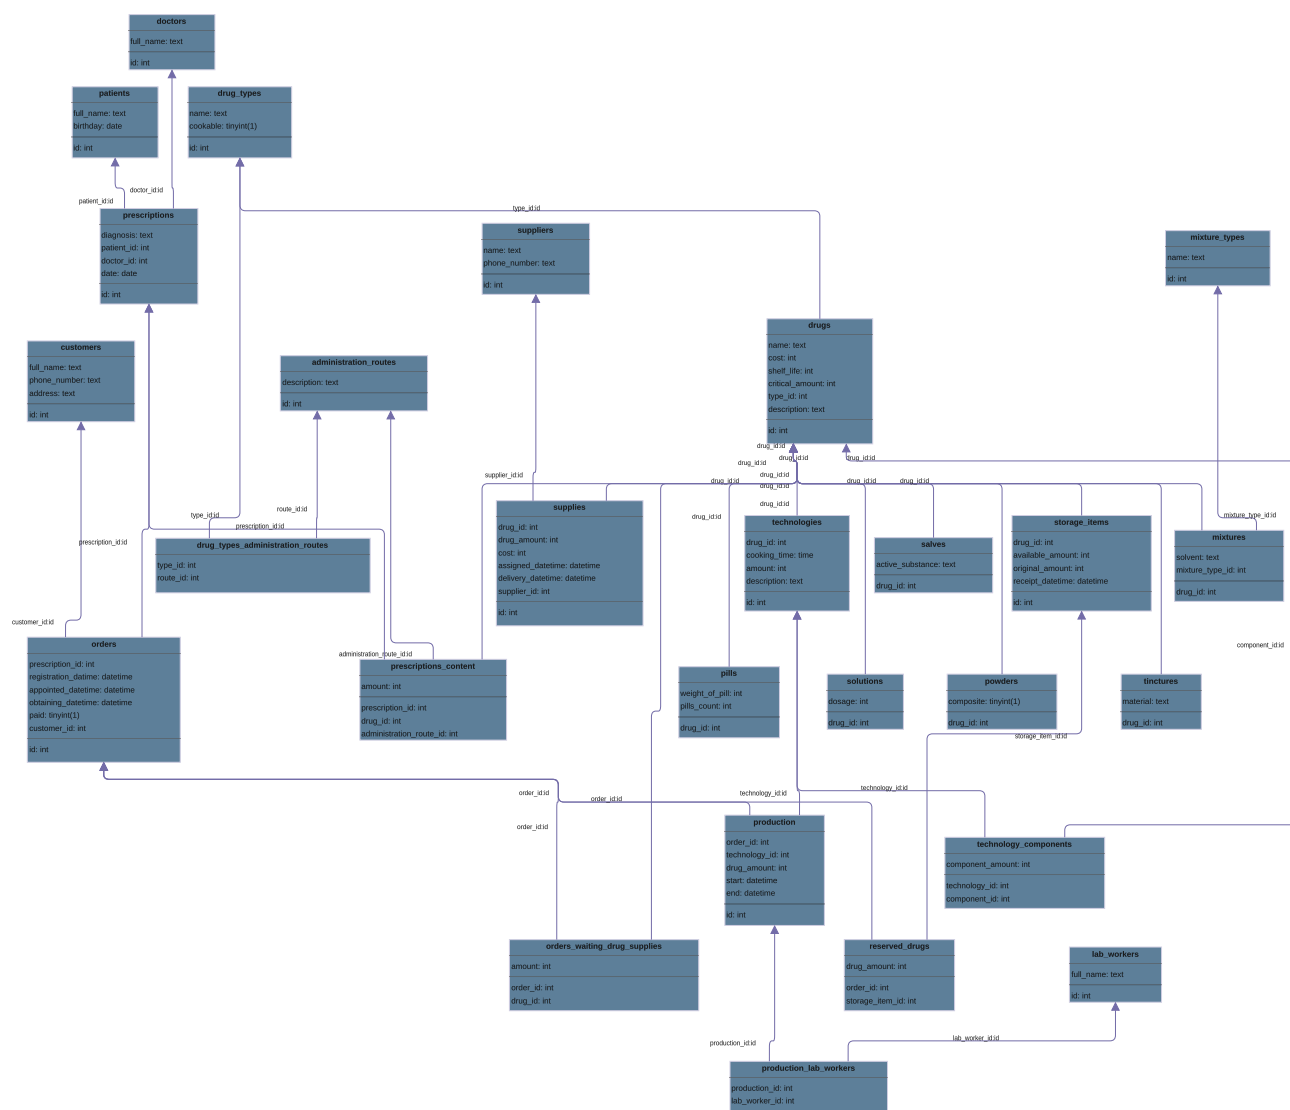 doctors
full_name: text
id: int
patients
full_name: text
birthday: date
id: int
drug_types
name: text
cookable: tinyint(1)
id: int
doctor_id:id
patient_id:id
prescriptions
diagnosis: text
patient_id: int
doctor_id: int
date: date
id: int
type_id:id
suppliers
name: text
phone_number: text
id: int
mixture_types
name: text
id: int
drugs
name: text
cost: int
shelf_life: int
critical_amount: int
type_id: int
description: text
id: int
customers
full_name: text
phone_number: text
address: text
id: int
administration_routes
description: text
id: int
drug_id:id
drug_id:id
drug_id:id
drug_id:id
supplier_id:id
drug_id:id
drug_id:id
drug_id:id
drug_id:id
drug_id:id
drug_id:id
drug_id:id
type_id:id
route_id:id
prescription_id:id
prescription_id:id
mixture_type_id:id
supplies
drug_id: int
drug_amount: int
cost: int
assigned_datetime: datetime
delivery_datetime: datetime
supplier_id: int
id: int
technologies
drug_id: int
cooking_time: time
amount: int
description: text
id: int
salves
active_substance: text
drug_id: int
storage_items
drug_id: int
available_amount: int
original_amount: int
receipt_datetime: datetime
id: int
mixtures
solvent: text
mixture_type_id: int
drug_id: int
drug_types_administration_routes
type_id: int
route_id: int
customer_id:id
administration_route_id:id
component_id:id
orders
prescription_id: int
registration_datime: datetime
appointed_datetime: datetime
obtaining_datetime: datetime
paid: tinyint(1)
customer_id: int
id: int
prescriptions_content
amount: int
prescription_id: int
drug_id: int
administration_route_id: int
pills
weight_of_pill: int
pills_count: int
drug_id: int
solutions
dosage: int
drug_id: int
powders
composite: tinyint(1)
drug_id: int
tinctures
material: text
drug_id: int
storage_item_id:id
order_id:id
order_id:id
technology_id:id
technology_id:id
order_id:id
production
order_id: int
technology_id: int
drug_amount: int
start: datetime
end: datetime
id: int
technology_components
component_amount: int
technology_id: int
component_id: int
orders_waiting_drug_supplies
amount: int
order_id: int
drug_id: int
reserved_drugs
drug_amount: int
order_id: int
storage_item_id: int
lab_workers
full_name: text
id: int
production_id:id
lab_worker_id:id
production_lab_workers
production_id: int
lab_worker_id: int